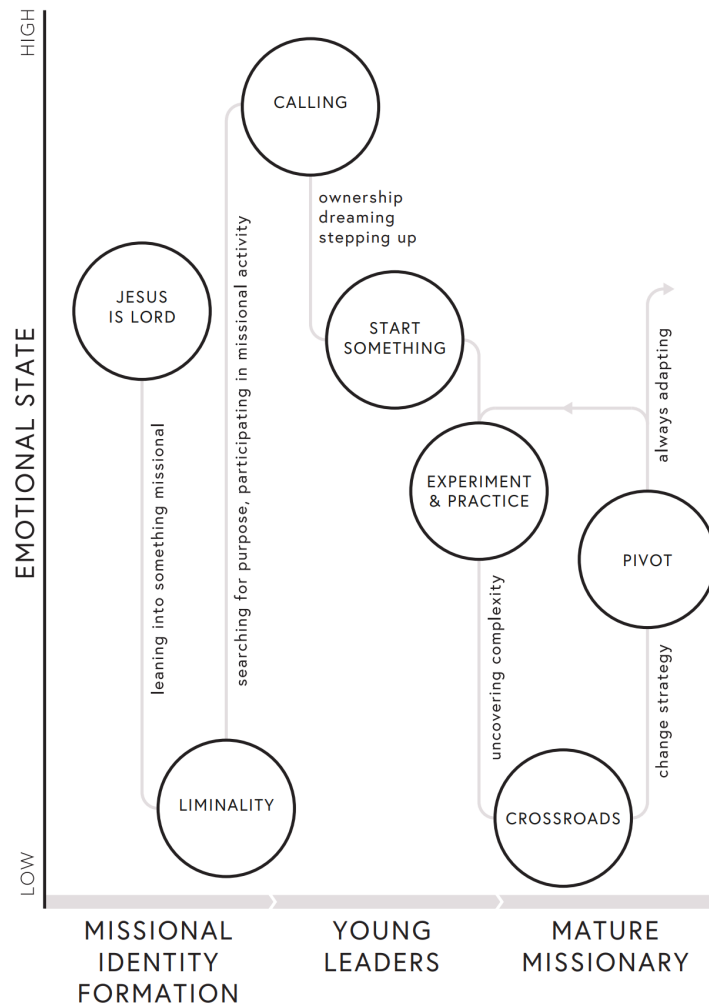 HIGH
CALLING
ownership
dreaming
stepping up
JESUS
IS LORD
START
SOMETHING
EMOTIONAL STATE
leaning into something missional
searching for purpose, participating in missional activity
EXPERIMENT
& PRACTICE
always adapting
PIVOT
uncovering complexity
change strategy
LIMINALITY
CROSSROADS
LOW
MISSIONAL
IDENTITY
FORMATION
YOUNG
LEADERS
MATURE
MISSIONARY